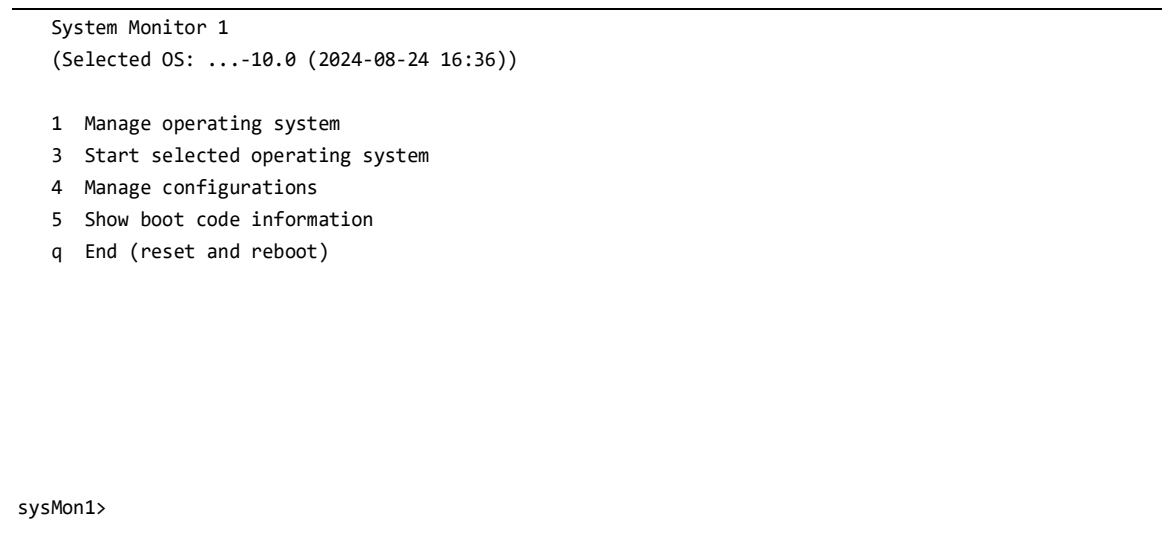 System Monitor 1
(Selected OS: ...-10.0 (2024-08-24 16:36))
1 Manage operating system
3 Start selected operating system
4 Manage configurations
5 Show boot code information
q End (reset and reboot)
sysMon1>